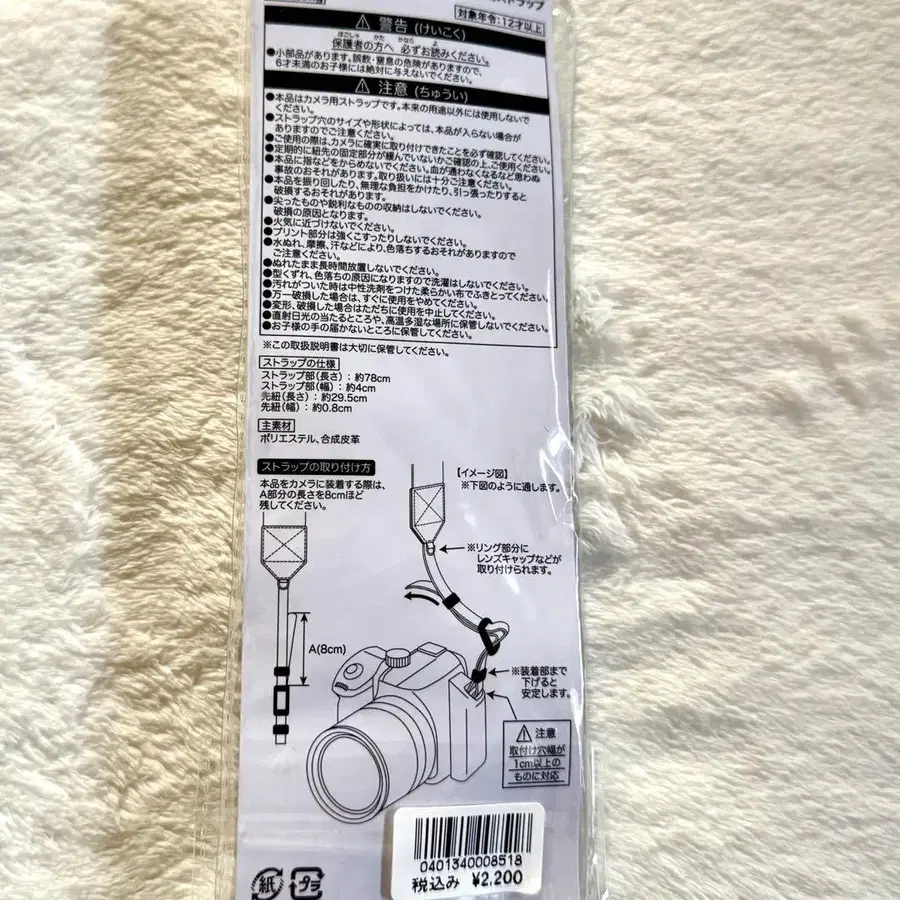 ストラップ
対象年令：12才以上
⚠ 警告（けいこく）
ほごしゃ かた かなら よ
保護者の方へ 必ずお読みください。
●小部品があります。誤飲・窒息の危険がありますので、
6才未満のお子様には絶対に与えないでください。
⚠ 注意（ちゅうい）
●本品はカメラ用ストラップです。本来の用途以外には使用しないで
ください。
●ストラップ穴のサイズや形状によっては、本品が入らない場合が
ありますのでご注意ください。
●ご使用の際は、カメラに確実に取り付けできたことを必ず確認してください。
●定期的に紐先の固定部分が緩んでいないかご確認の上、ご使用ください。
●本品に指などをからめないでください。血が通わなくなるなど思わぬ
事故のおそれがあります。取り扱いには十分ご注意ください。
●本品を振り回したり、無理な負担をかけたり、引っ張ったりすると
破損するおそれがあります。
●尖ったものや鋭利なものの収納はしないでください。
破損の原因となります。
●火気に近づけないでください。
●プリント部分は強くこすったりしないでください。
●水ぬれ、摩擦、汗などにより、色落ちするおそれがありますので
ご注意ください。
●ぬれたまま長時間放置しないでください。
●型くずれ、色落ちの原因になりますので洗濯はしないでください。
●汚れがついた時は中性洗剤をつけた柔らかい布でふきとってください。
●万一破損した場合は、すぐに使用をやめてください。
●変形、破損した場合はただちに使用を中止してください。
●直射日光の当たるところや、高温多湿な場所に保管しないでください。
●お子様の手の届かないところに保管してください。
※この取扱説明書は大切に保管してください。
ストラップの仕様
ストラップ部（長さ）：約78cm
ストラップ部（幅）：約4cm
先紐（長さ）：約29.5cm
先紐（幅）：約0.8cm
主素材
ポリエステル、合成皮革
ストラップの取り付け方
本品をカメラに装着する際は、
A部分の長さを8cmほど
残してください。
【イメージ図】
※下図のように通します。
※リング部分に
レンズキャップなどが
取り付けられます。
A(8cm)
※装着部まで
下げると
安定します。
⚠ 注意
取付け穴幅が
1cm以上の
ものに対応
紙
プラ
0401340008518
税込み ¥2,200